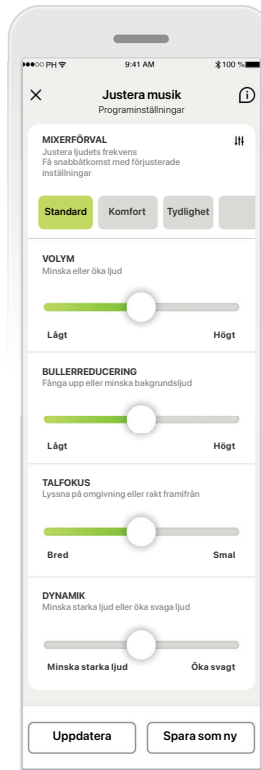 PH 9:41 AM 100 %
Justera musik
Programinställningar
MIXERFÖRVAL
Justera ljudets frekvens
Få snabbåtkomst med förjusterade
inställningar
Standard Komfort Tydlighet
VOLYM
Minska eller öka ljud
Lågt Högt
BULLERREDUCERING
Fånga upp eller minska bakgrundsljud
Lågt Högt
TALFOKUS
Lyssna på omgivning eller rakt framifrån
Bred Smal
DYNAMIK
Minska starka ljud eller öka svaga ljud
Minska starka ljud Öka svagt
Uppdatera Spara som ny